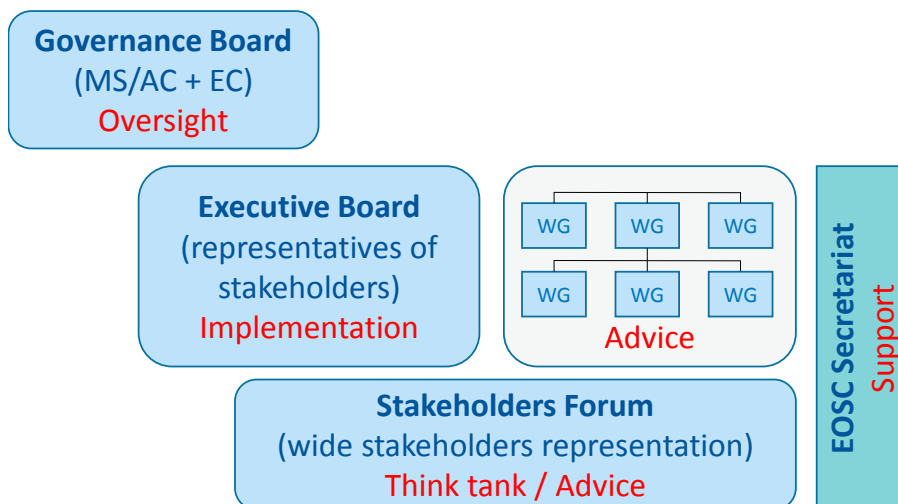 Governance Board
(MS/AC + EC)
Oversight
Executive Board
(representatives of
stakeholders)
Implementation
WG
WG
WG
WG
WG
WG
Advice
Stakeholders Forum
(wide stakeholders representation)
Think tank / Advice
EOSC Secretariat
Support